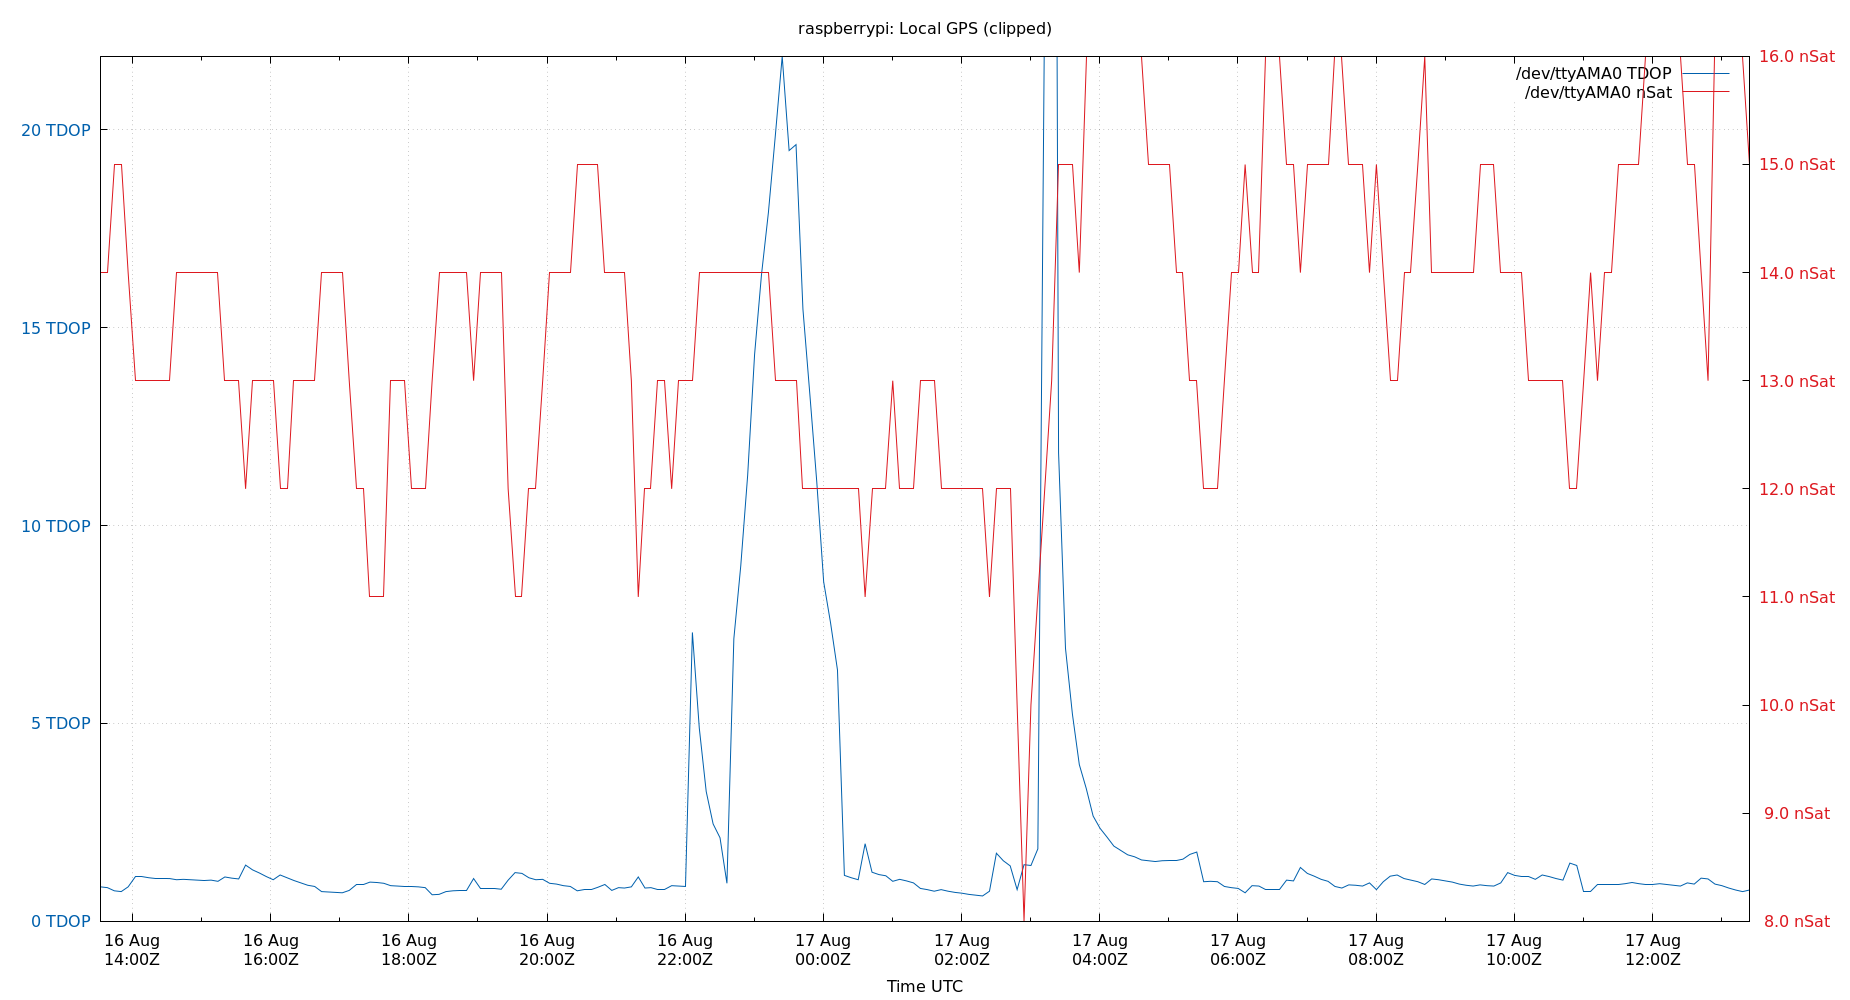 raspberrypi: Local GPS (clipped)
16.0 nSat
/dev/ttyAMA0 TDOP
/dev/ttyAMA0 nSat
20 TDOP
15.0 nSat
14.0 nSat
15 TDOP
13.0 nSat
12.0 nSat
10 TDOP
11.0 nSat
10.0 nSat
5 TDOP
9.0 nSat
0 TDOP
8.0 nSat
16 Aug 16 Aug 16 Aug 16 Aug 16 Aug 17 Aug 17 Aug 17 Aug 17 Aug 17 Aug 17 Aug 17 Aug
14:00Z 16:00Z 18:00Z 20:00Z 22:00Z 00:00Z 02:00Z 04:00Z 06:00Z 08:00Z 10:00Z 12:00Z
Time UTC